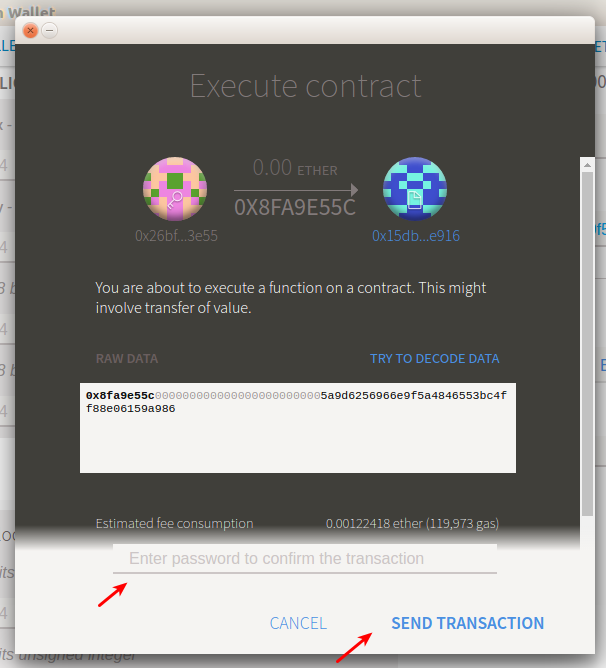 Wallet
Execute contract
0.00 ETHER
0X8FA9E55C
0x26bf...3e55
0x15db...e916
You are about to execute a function on a contract. This might
involve transfer of value.
RAW DATA
TRY TO DECODE DATA
0x8fa9e55c0000000000000000000000005a9d6256966e9f5a4846553bc4f
f88e06159a986
Estimated fee consumption
0.00122418 ether (119,973 gas)
Enter password to confirm the transaction
CANCEL
SEND TRANSACTION
its unsigned integer